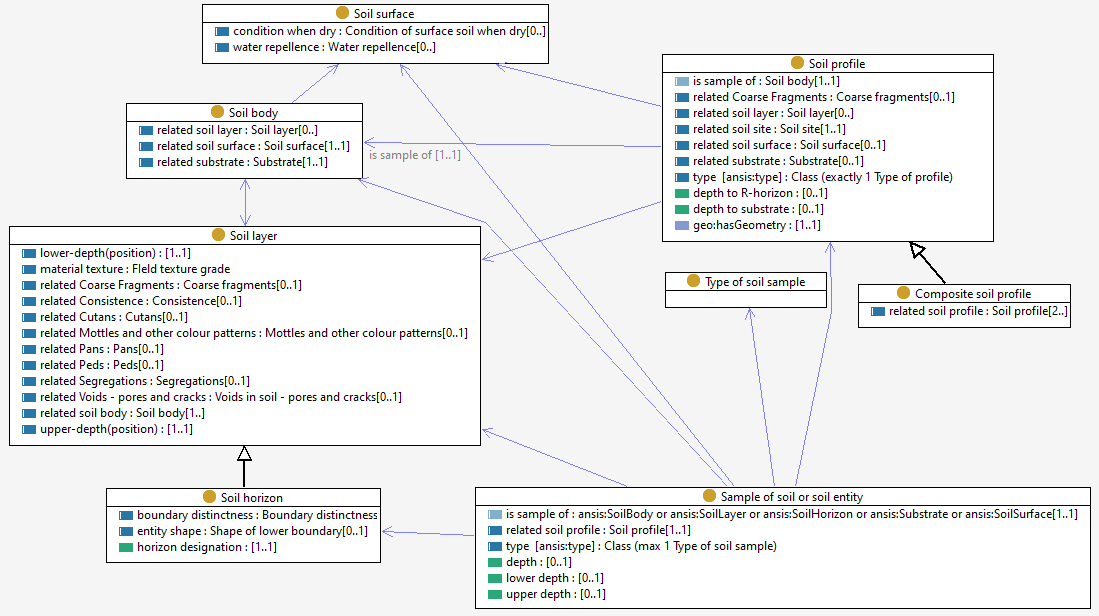 Soil surface
condition when dry : Condition of surface soil when dry[0..]
water repellence : Water repellence[0..]
Soil profile
is sample of : Soil body[1..1]
related Coarse Fragments : Coarse fragments[0..1]
related soil layer : Soil layer[0..]
related soil site : Soil site[1..1]
related soil surface : Soil surface[0..1]
related substrate : Substrate[0..1]
type [ansis:type] : Class (exactly 1 Type of profile)
depth to R-horizon : [0..1]
depth to substrate : [0..1]
geo:hasGeometry : [1..1]
Soil body
related soil layer : Soil layer[0..]
related soil surface : Soil surface[1..1]
related substrate : Substrate[1..1]
is sample of [1..1]
Soil layer
lower-depth(position) : [1..1]
material texture : Field texture grade
related Coarse Fragments : Coarse fragments[0..1]
related Consistence : Consistence[0..1]
related Cutans : Cutans[0..1]
related Mottles and other colour patterns : Mottles and other colour patterns[0..1]
related Pans : Pans[0..1]
related Peds : Peds[0..1]
related Segregations : Segregations[0..1]
related Voids - pores and cracks : Voids in soil - pores and cracks[0..1]
related soil body : Soil body[1..]
upper-depth(position) : [1..1]
Type of soil sample
Composite soil profile
related soil profile : Soil profile[2..]
Soil horizon
boundary distinctness : Boundary distinctness
entity shape : Shape of lower boundary[0..1]
horizon designation : [1..1]
Sample of soil or soil entity
is sample of : ansis:SoilBody or ansis:SoilLayer or ansis:SoilHorizon or ansis:Substrate or ansis:SoilSurface[1..1]
related soil profile : Soil profile[1..1]
type [ansis:type] : Class (max 1 Type of soil sample)
depth : [0..1]
lower depth : [0..1]
upper depth : [0..1]